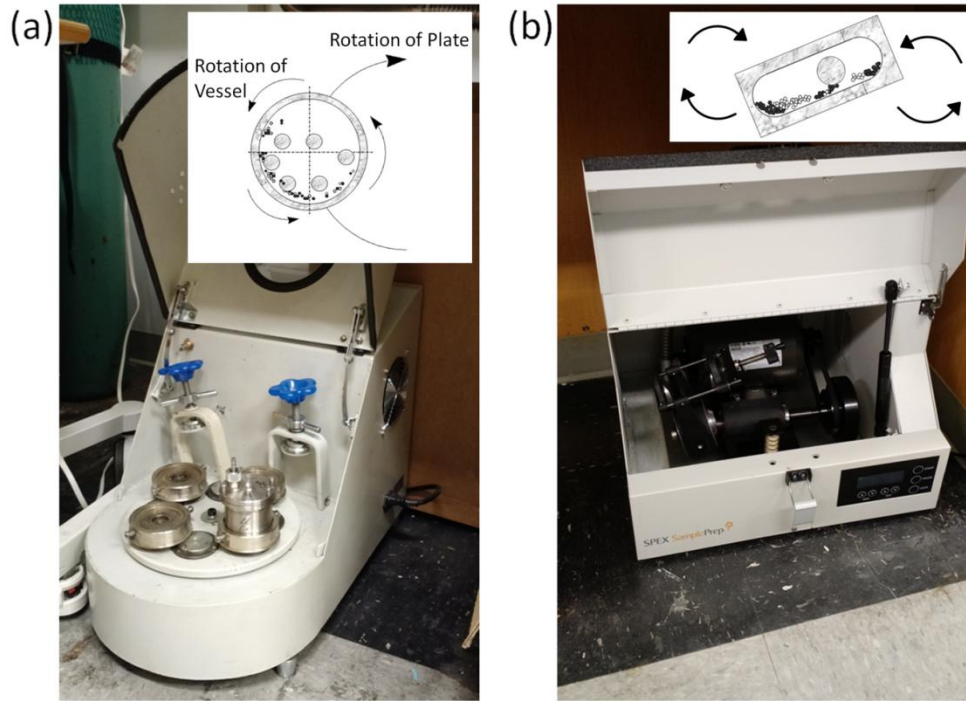 (a)
Rotation of Plate
Rotation of
Vessel
(b)
SPEX SamplePrep